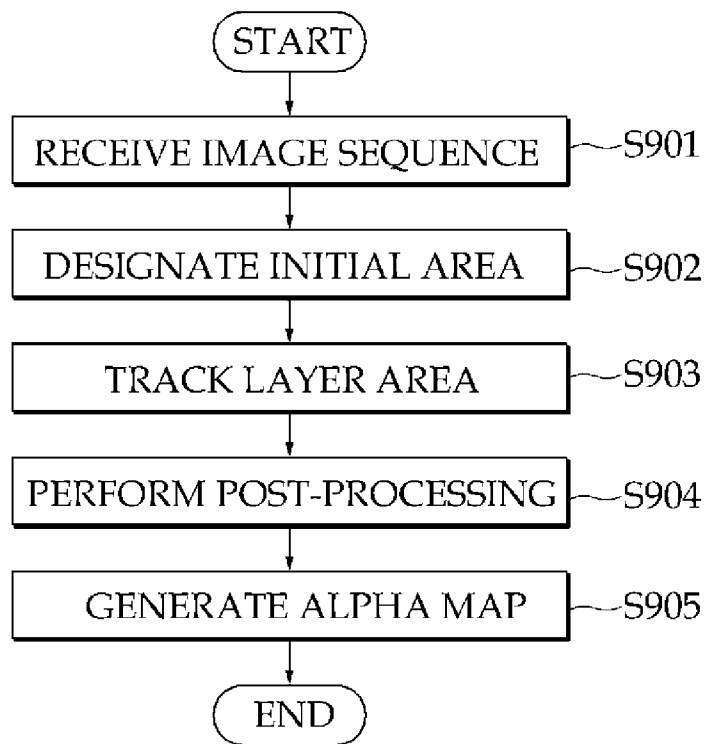 START
RECEIVE IMAGE SEQUENCE S901
DESIGNATE INITIAL AREA S902
TRACK LAYER AREA S903
PERFORM POST-PROCESSING S904
GENERATE ALPHA MAP S905
END